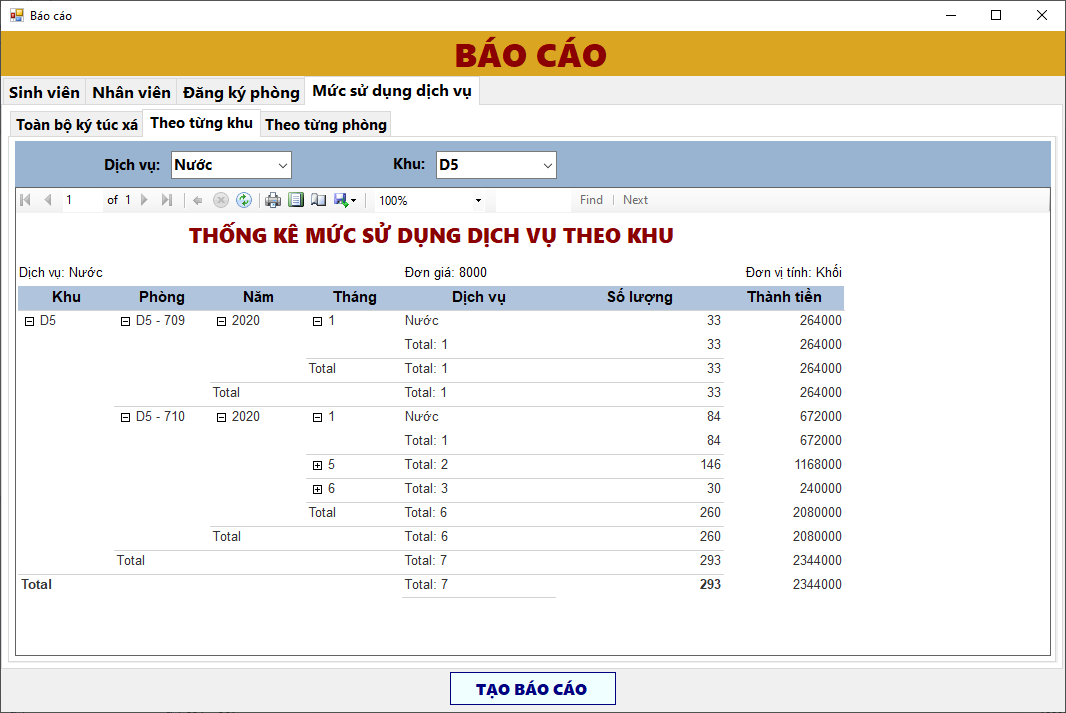 Báo cáo
BÁO CÁO
Sinh viên Nhân viên Đăng ký phòng Mức sử dụng dịch vụ
Toàn bộ ký túc xá Theo từng khu Theo từng phòng
Dịch vụ: Nước Khu: D5
1 of 1 100% Find Next
THỐNG KÊ MỨC SỬ DỤNG DỊCH VỤ THEO KHU
Dịch vụ: Nước Đơn giá: 8000 Đơn vị tính: Khối
Khu Phòng Năm Tháng Dịch vụ Số lượng Thành tiền
D5 D5 - 709 2020 1 Nước 33 264000
Total: 1 33 264000
Total Total: 1 33 264000
Total Total: 1 33 264000
D5 - 710 2020 1 Nước 84 672000
Total: 1 84 672000
5 Total: 2 146 1168000
6 Total: 3 30 240000
Total Total: 6 260 2080000
Total Total: 6 260 2080000
Total Total: 7 293 2344000
Total Total: 7 293 2344000
TẠO BÁO CÁO